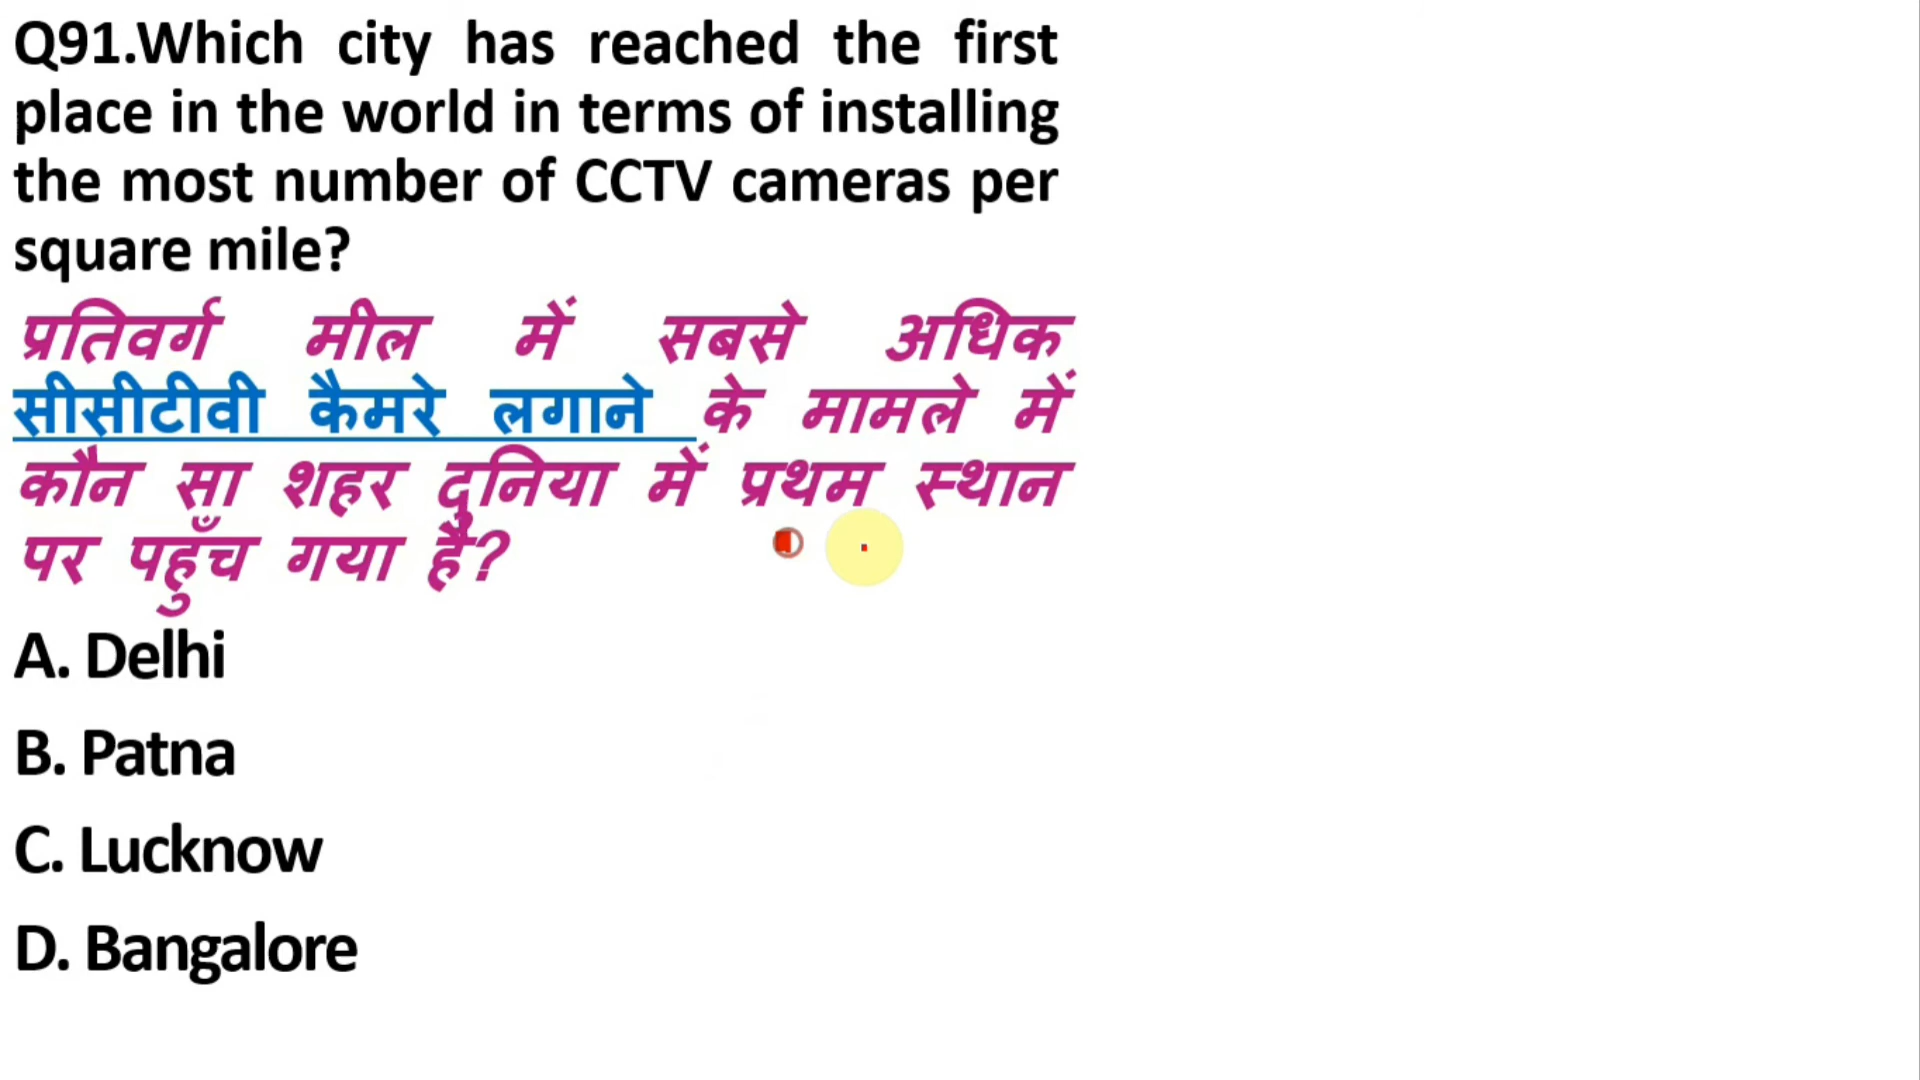 Q91.Which city has reached the first
place in the world in terms of installing
the most number of CCTV cameras per
square mile?
प्रतिवर्ग मील में सबसे अधिक
सीसीटीवी कैमरे लगाने के मामले में
कौन सा शहर दुनिया में प्रथम स्थान
पर पहुँच गया है?
A. Delhi
B. Patna
C. Lucknow
D. Bangalore